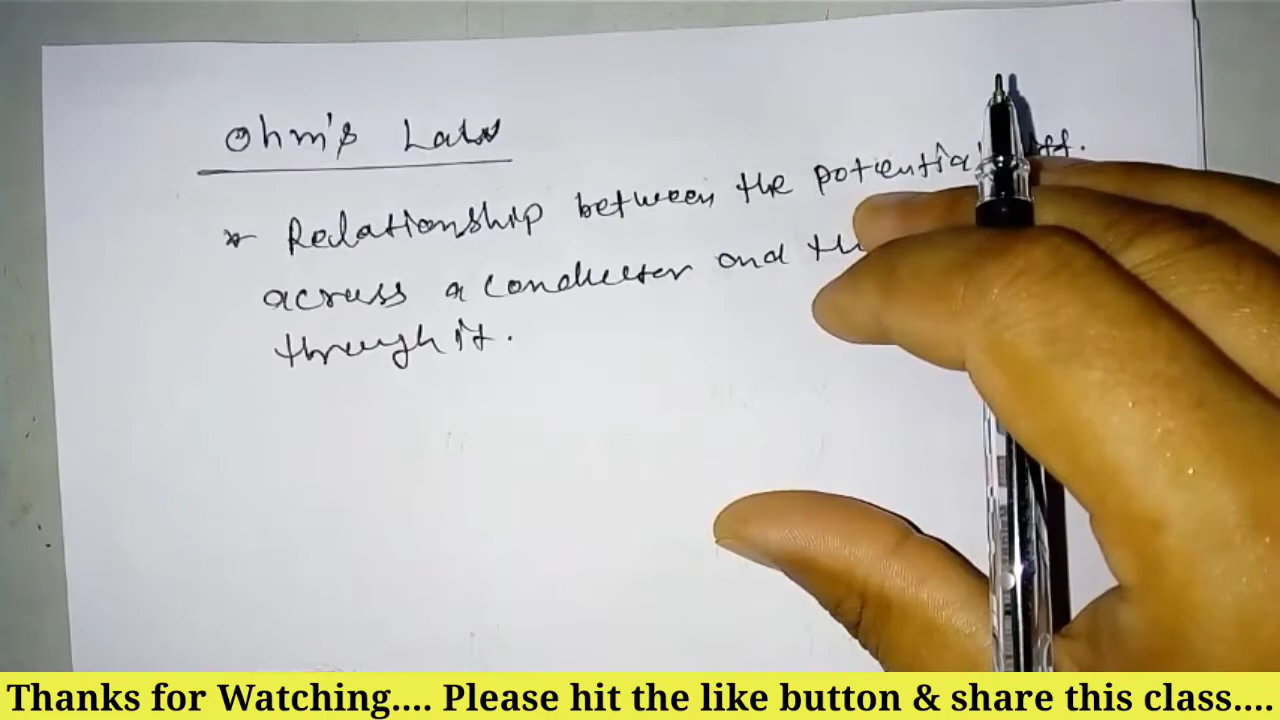 Ohm's Law
* Relationship between the potential diff.
across a conductor and
through it.
Thanks for Watching.... Please hit the like button & share this class....